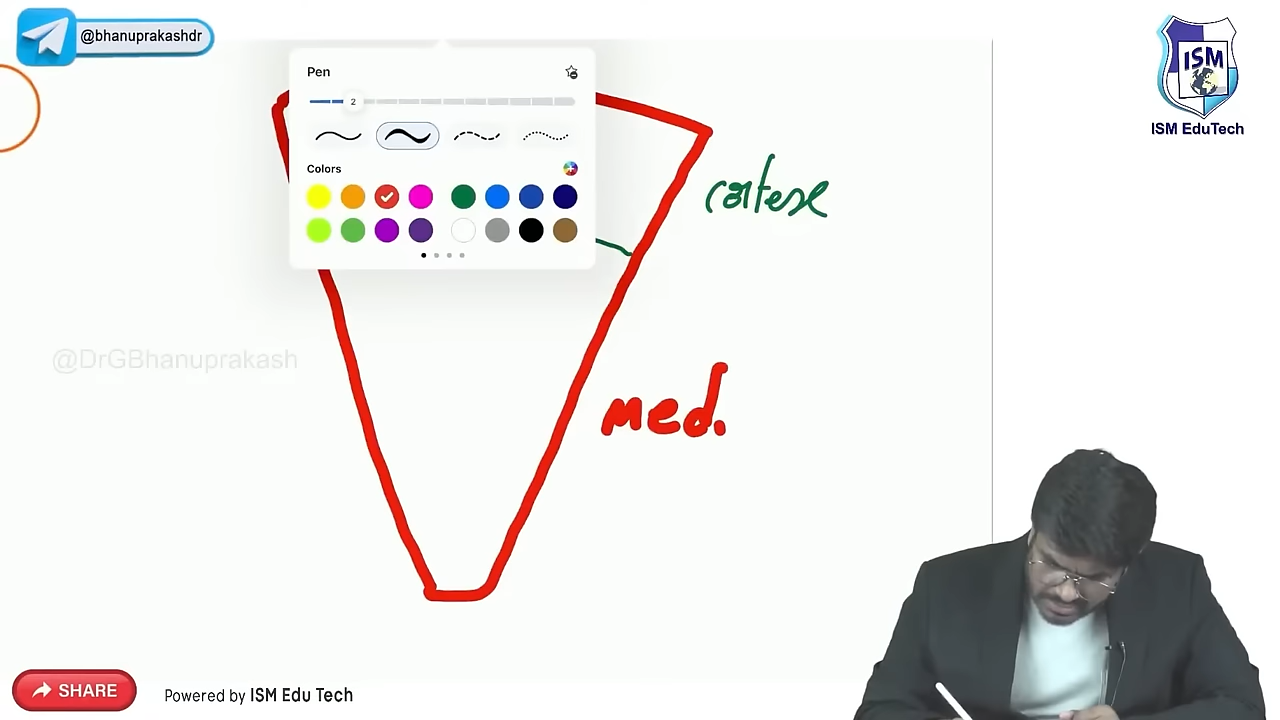 @bhanuprakashdr
ISM
ISM EduTech
Pen
2
Colors
cortex
@DrGBhanuprakash
med.
SHARE
Powered by ISM Edu Tech